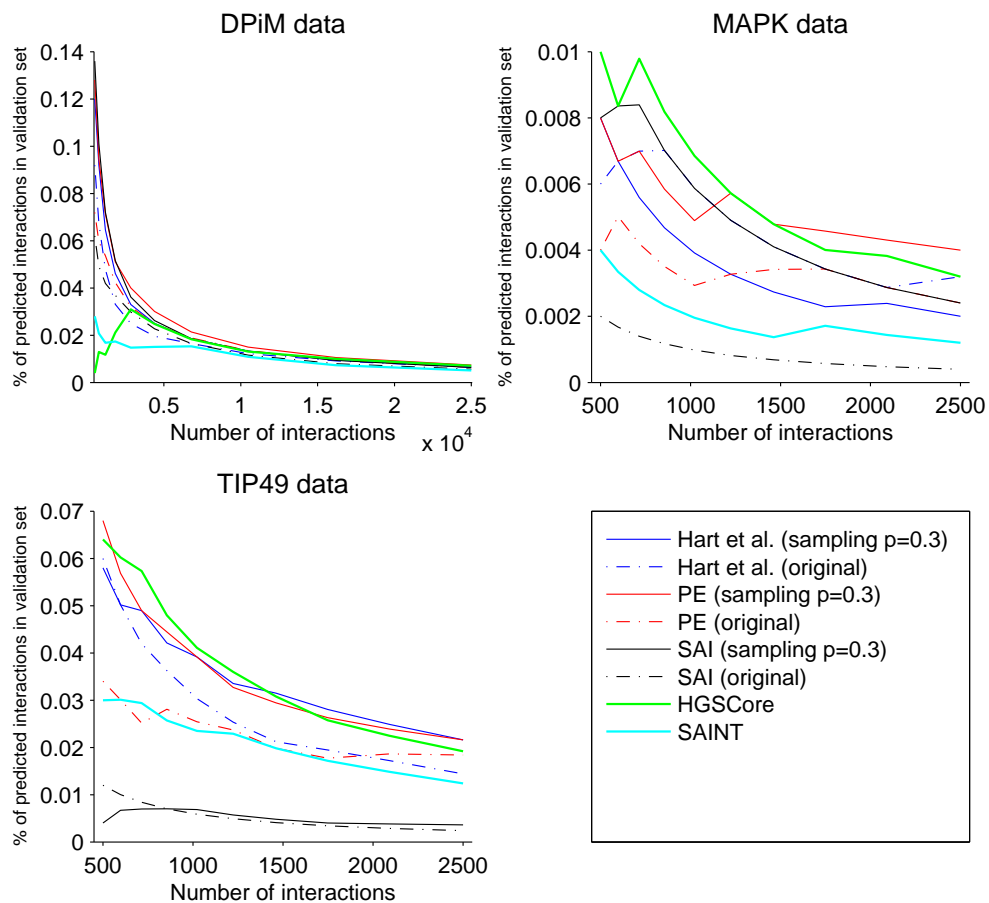 DPiM data
% of predicted interactions in validation set
0.14
0.12
0.1
0.08
0.06
0.04
0.02
0
0.5
1
1.5
2
2.5
x 10^4
Number of interactions
MAPK data
% of predicted interactions in validation set
0.01
0.008
0.006
0.004
0.002
0
500
1000
1500
2000
2500
Number of interactions
TIP49 data
% of predicted interactions in validation set
0.07
0.06
0.05
0.04
0.03
0.02
0.01
0
500
1000
1500
2000
2500
Number of interactions
Hart et al. (sampling p=0.3)
Hart et al. (original)
PE (sampling p=0.3)
PE (original)
SAI (sampling p=0.3)
SAI (original)
HGSCore
SAINT